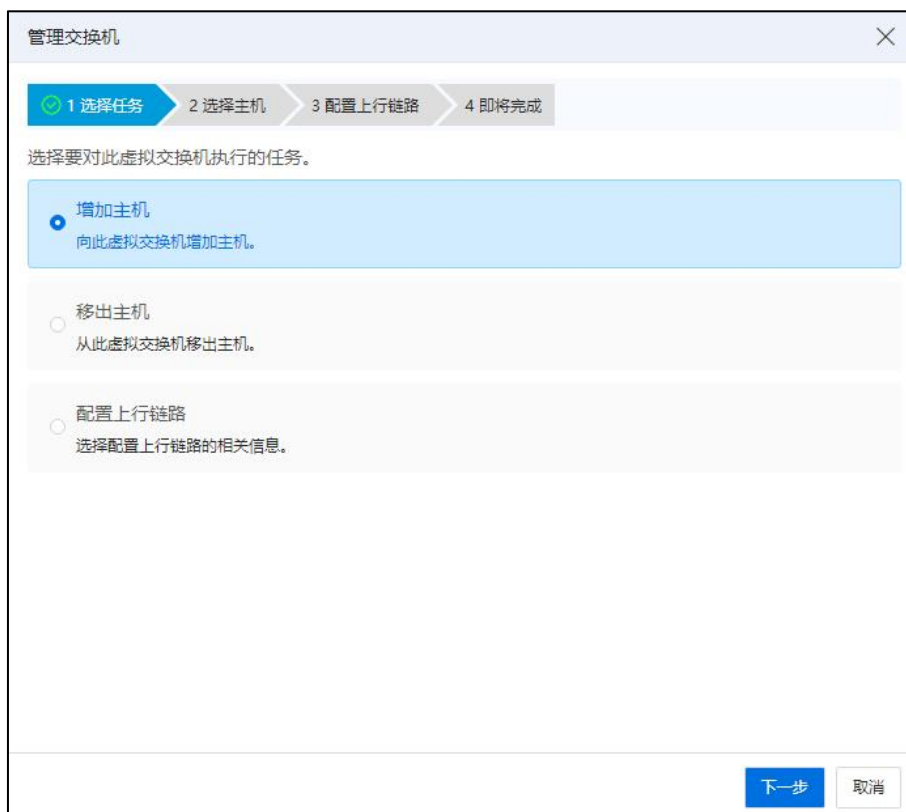 管理交换机
1 选择任务
2 选择主机
3 配置上行链路
4 即将完成
选择要对此虚拟交换机执行的任务。
增加主机
向此虚拟交换机增加主机。
移出主机
从此虚拟交换机移出主机。
配置上行链路
选择配置上行链路的相关信息。
下一步
取消